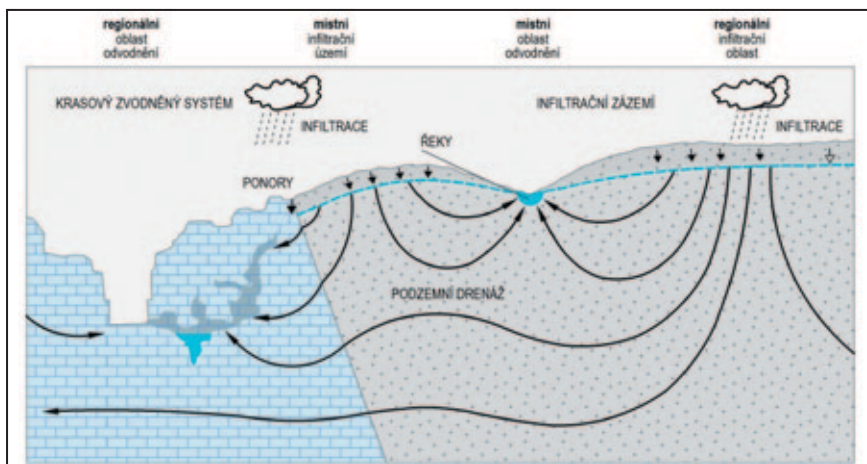 regionální
oblast
odvodnění
místní
infiltrační
území
místní
oblast
odvodnění
regionální
infiltrační
oblast
KRASOVÝ ZVODNĚNÝ SYSTÉM
INFILTRAČNÍ ZÁZEMÍ
INFILTRACE
INFILTRACE
ŘEKY
PONORY
PODZEMNÍ DRENÁŽ